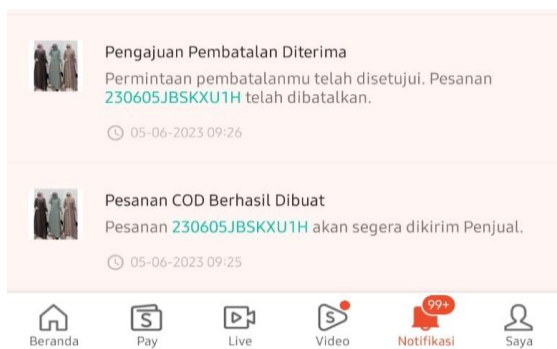 Pengajuan Pembatalan Diterima
Permintaan pembatalanmu telah disetujui. Pesanan
230605JBSKXU1H telah dibatalkan.
05-06-2023 09:26
Pesanan COD Berhasil Dibuat
Pesanan 230605JBSKXU1H akan segera dikirim Penjual.
05-06-2023 09:25
99+
Beranda Pay Live Video Notifikasi Saya